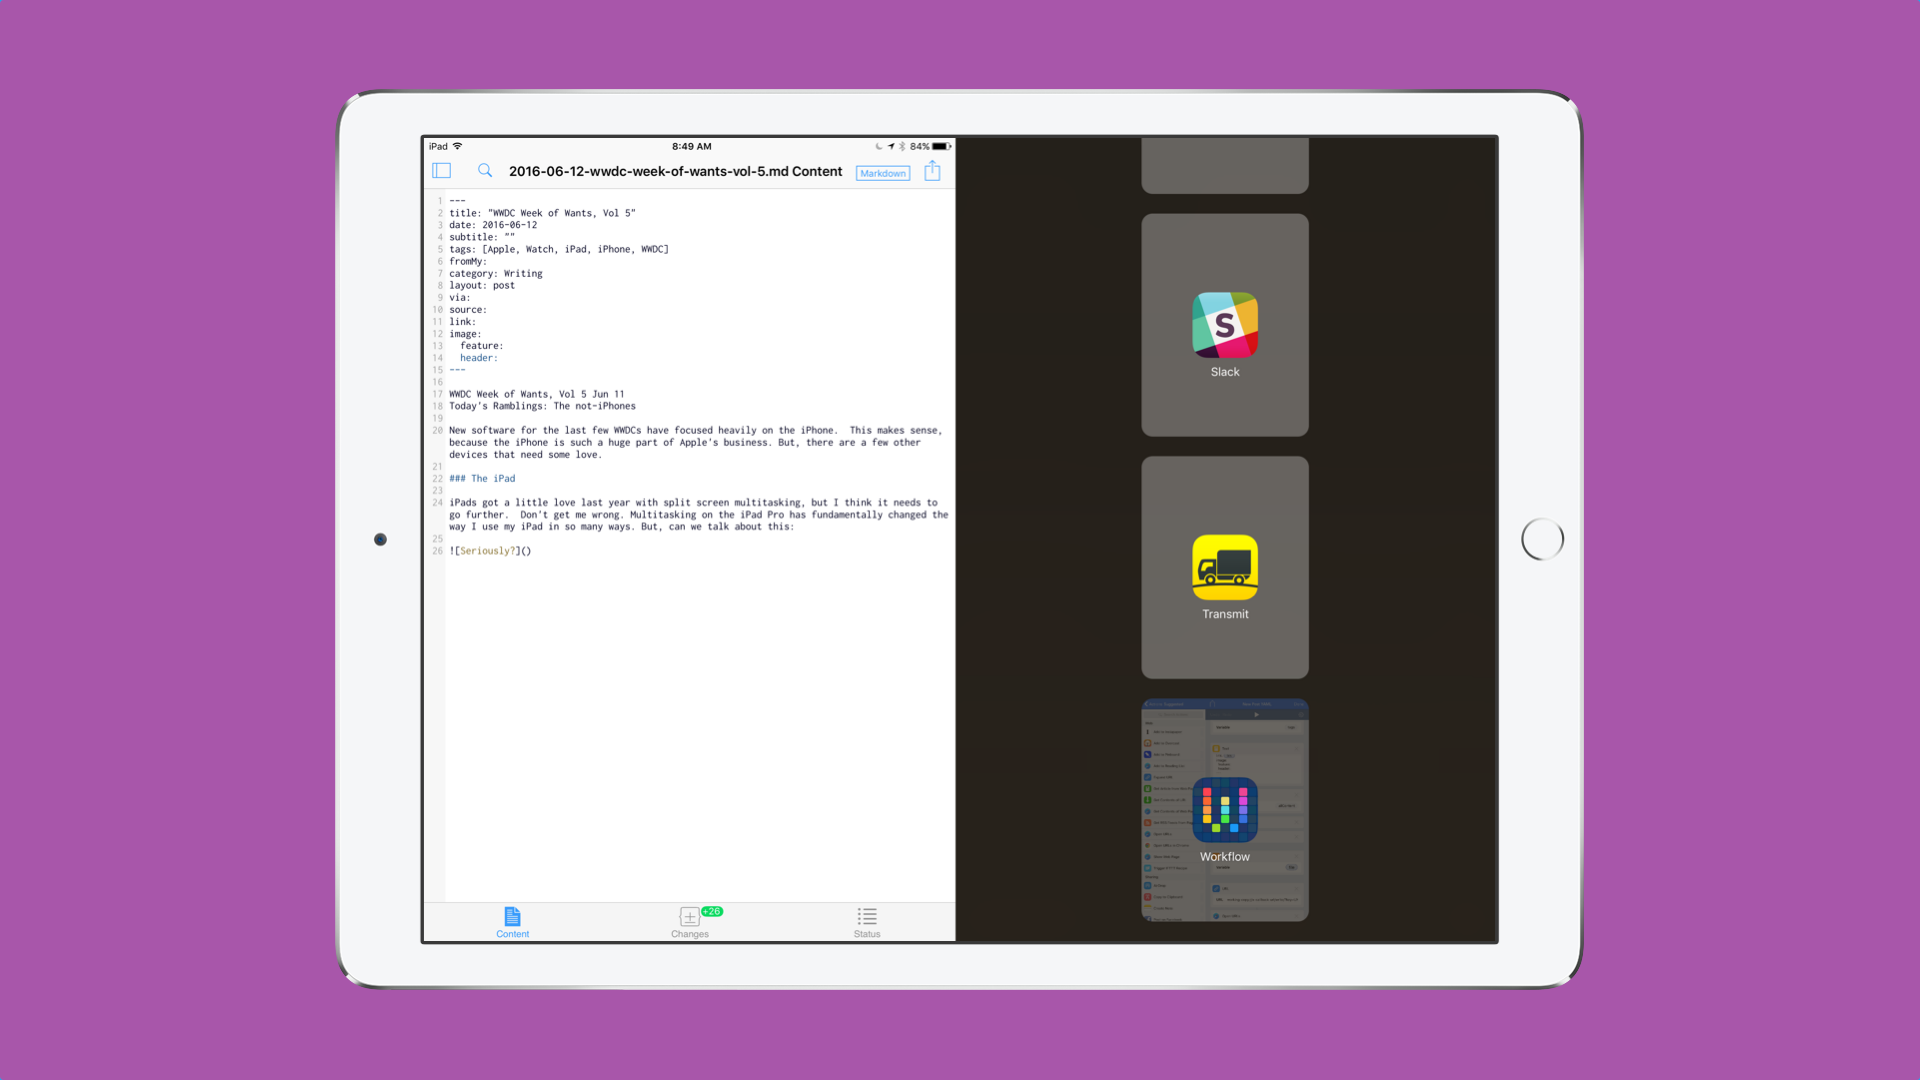 iPad 8:49 AM 84%
2016-06-12-wwdc-week-of-wants-vol-5.md Content Markdown
1 ---
2 title: "WWDC Week of Wants, Vol 5"
3 date: 2016-06-12
4 subtitle: ""
5 tags: [Apple, Watch, iPad, iPhone, WWDC]
6 fromMy:
7 category: Writing
8 layout: post
9 via:
10 source:
11 link:
12 image:
13 feature:
14 header:
15 ---
16
17 WWDC Week of Wants, Vol 5 Jun 11
18 Today's Ramblings: The not-iPhones
19
20 New software for the last few WWDCs have focused heavily on the iPhone.  This makes sense,
because the iPhone is such a huge part of Apple's business. But, there are a few other
devices that need some love.
21
22 ### The iPad
23
24 iPads got a little love last year with split screen multitasking, but I think it needs to
go further.  Don't get me wrong. Multitasking on the iPad Pro has fundamentally changed the
way I use my iPad in so many ways. But, can we talk about this:
25
26 ![Seriously?]()
Content
+26
Changes
Status
S
Slack
Transmit
Workflow